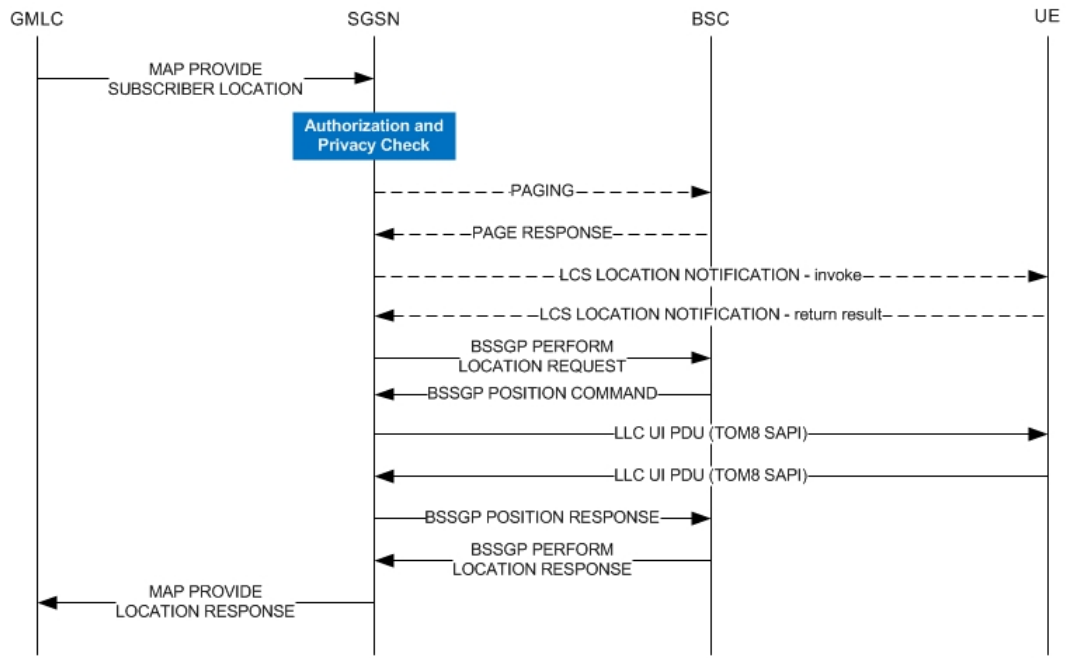 GMLC SGSN BSC UE
MAP PROVIDE
SUBSCRIBER LOCATION
Authorization and
Privacy Check
PAGING
PAGE RESPONSE
LCS LOCATION NOTIFICATION - invoke
LCS LOCATION NOTIFICATION - return result
BSSGP PERFORM
LOCATION REQUEST
BSSGP POSITION COMMAND
LLC UI PDU (TOM8 SAPI)
LLC UI PDU (TOM8 SAPI)
BSSGP POSITION RESPONSE
BSSGP PERFORM
LOCATION RESPONSE
MAP PROVIDE
LOCATION RESPONSE